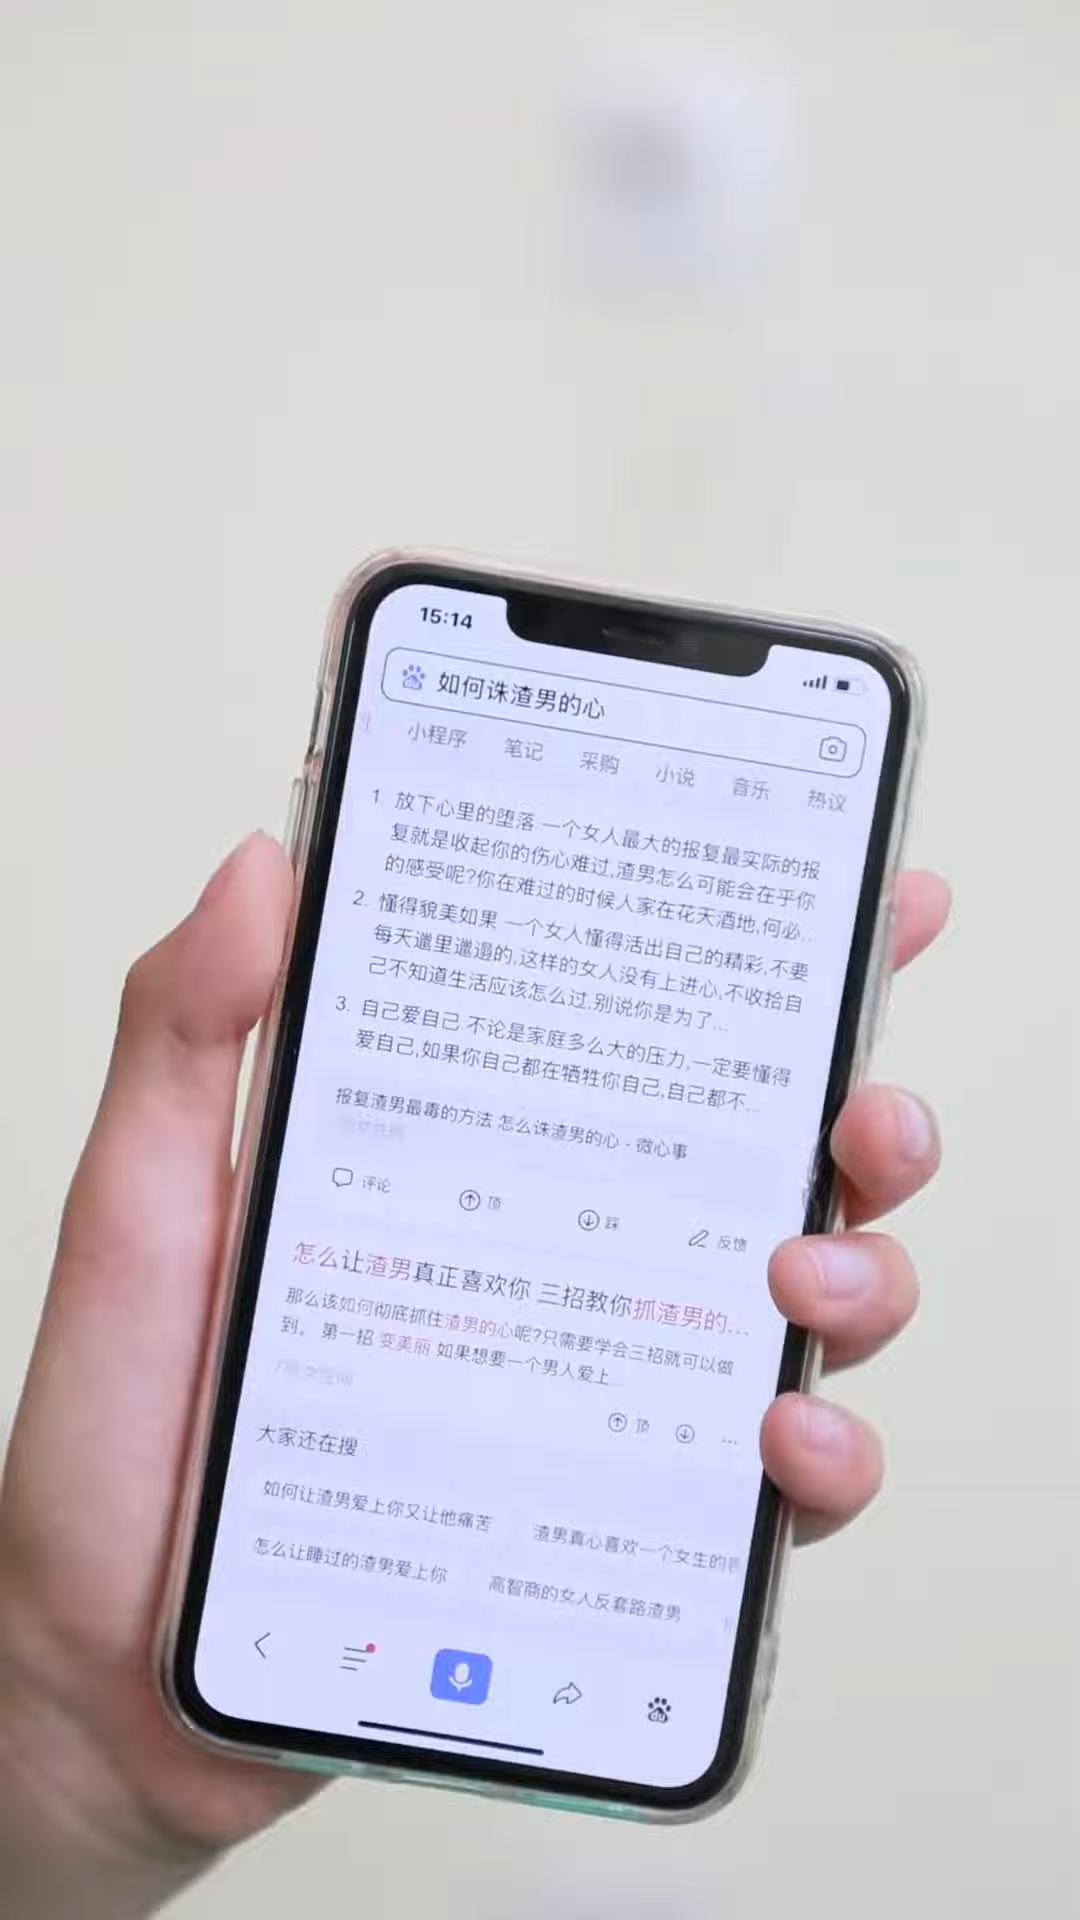 15:14
如何诛渣男的心
小程序 笔记 采购 小说 音乐 热议
1 放下心里的堕落 一个女人最大的报复最实际的报
复就是收起你的伤心难过,渣男怎么可能会在乎你
的感受呢?你在难过的时候人家在花天酒地,何必...
2. 懂得貌美如果 一个女人懂得活出自己的精彩,不要
每天邋里邋遢的,这样的女人没有上进心,不收拾自
己不知道生活应该怎么过,别说你是为了...
3. 自己爱自己 不论是家庭多么大的压力,一定要懂得
爱自己,如果你自己都在牺牲你自己,自己都不...
报复渣男最毒的方法 怎么诛渣男的心 - 微心事
评论 顶 踩 反馈
怎么让渣男真正喜欢你 三招教你抓渣男的...
那么该如何彻底抓住渣男的心呢?只需要学会三招就可以做
到。 第一招 变美丽 如果想要一个男人爱上...
顶 ...
大家还在搜
如何让渣男爱上你又让他痛苦 渣男真心喜欢一个女生的
怎么让睡过的渣男爱上你 高智商的女人反套路渣男
du